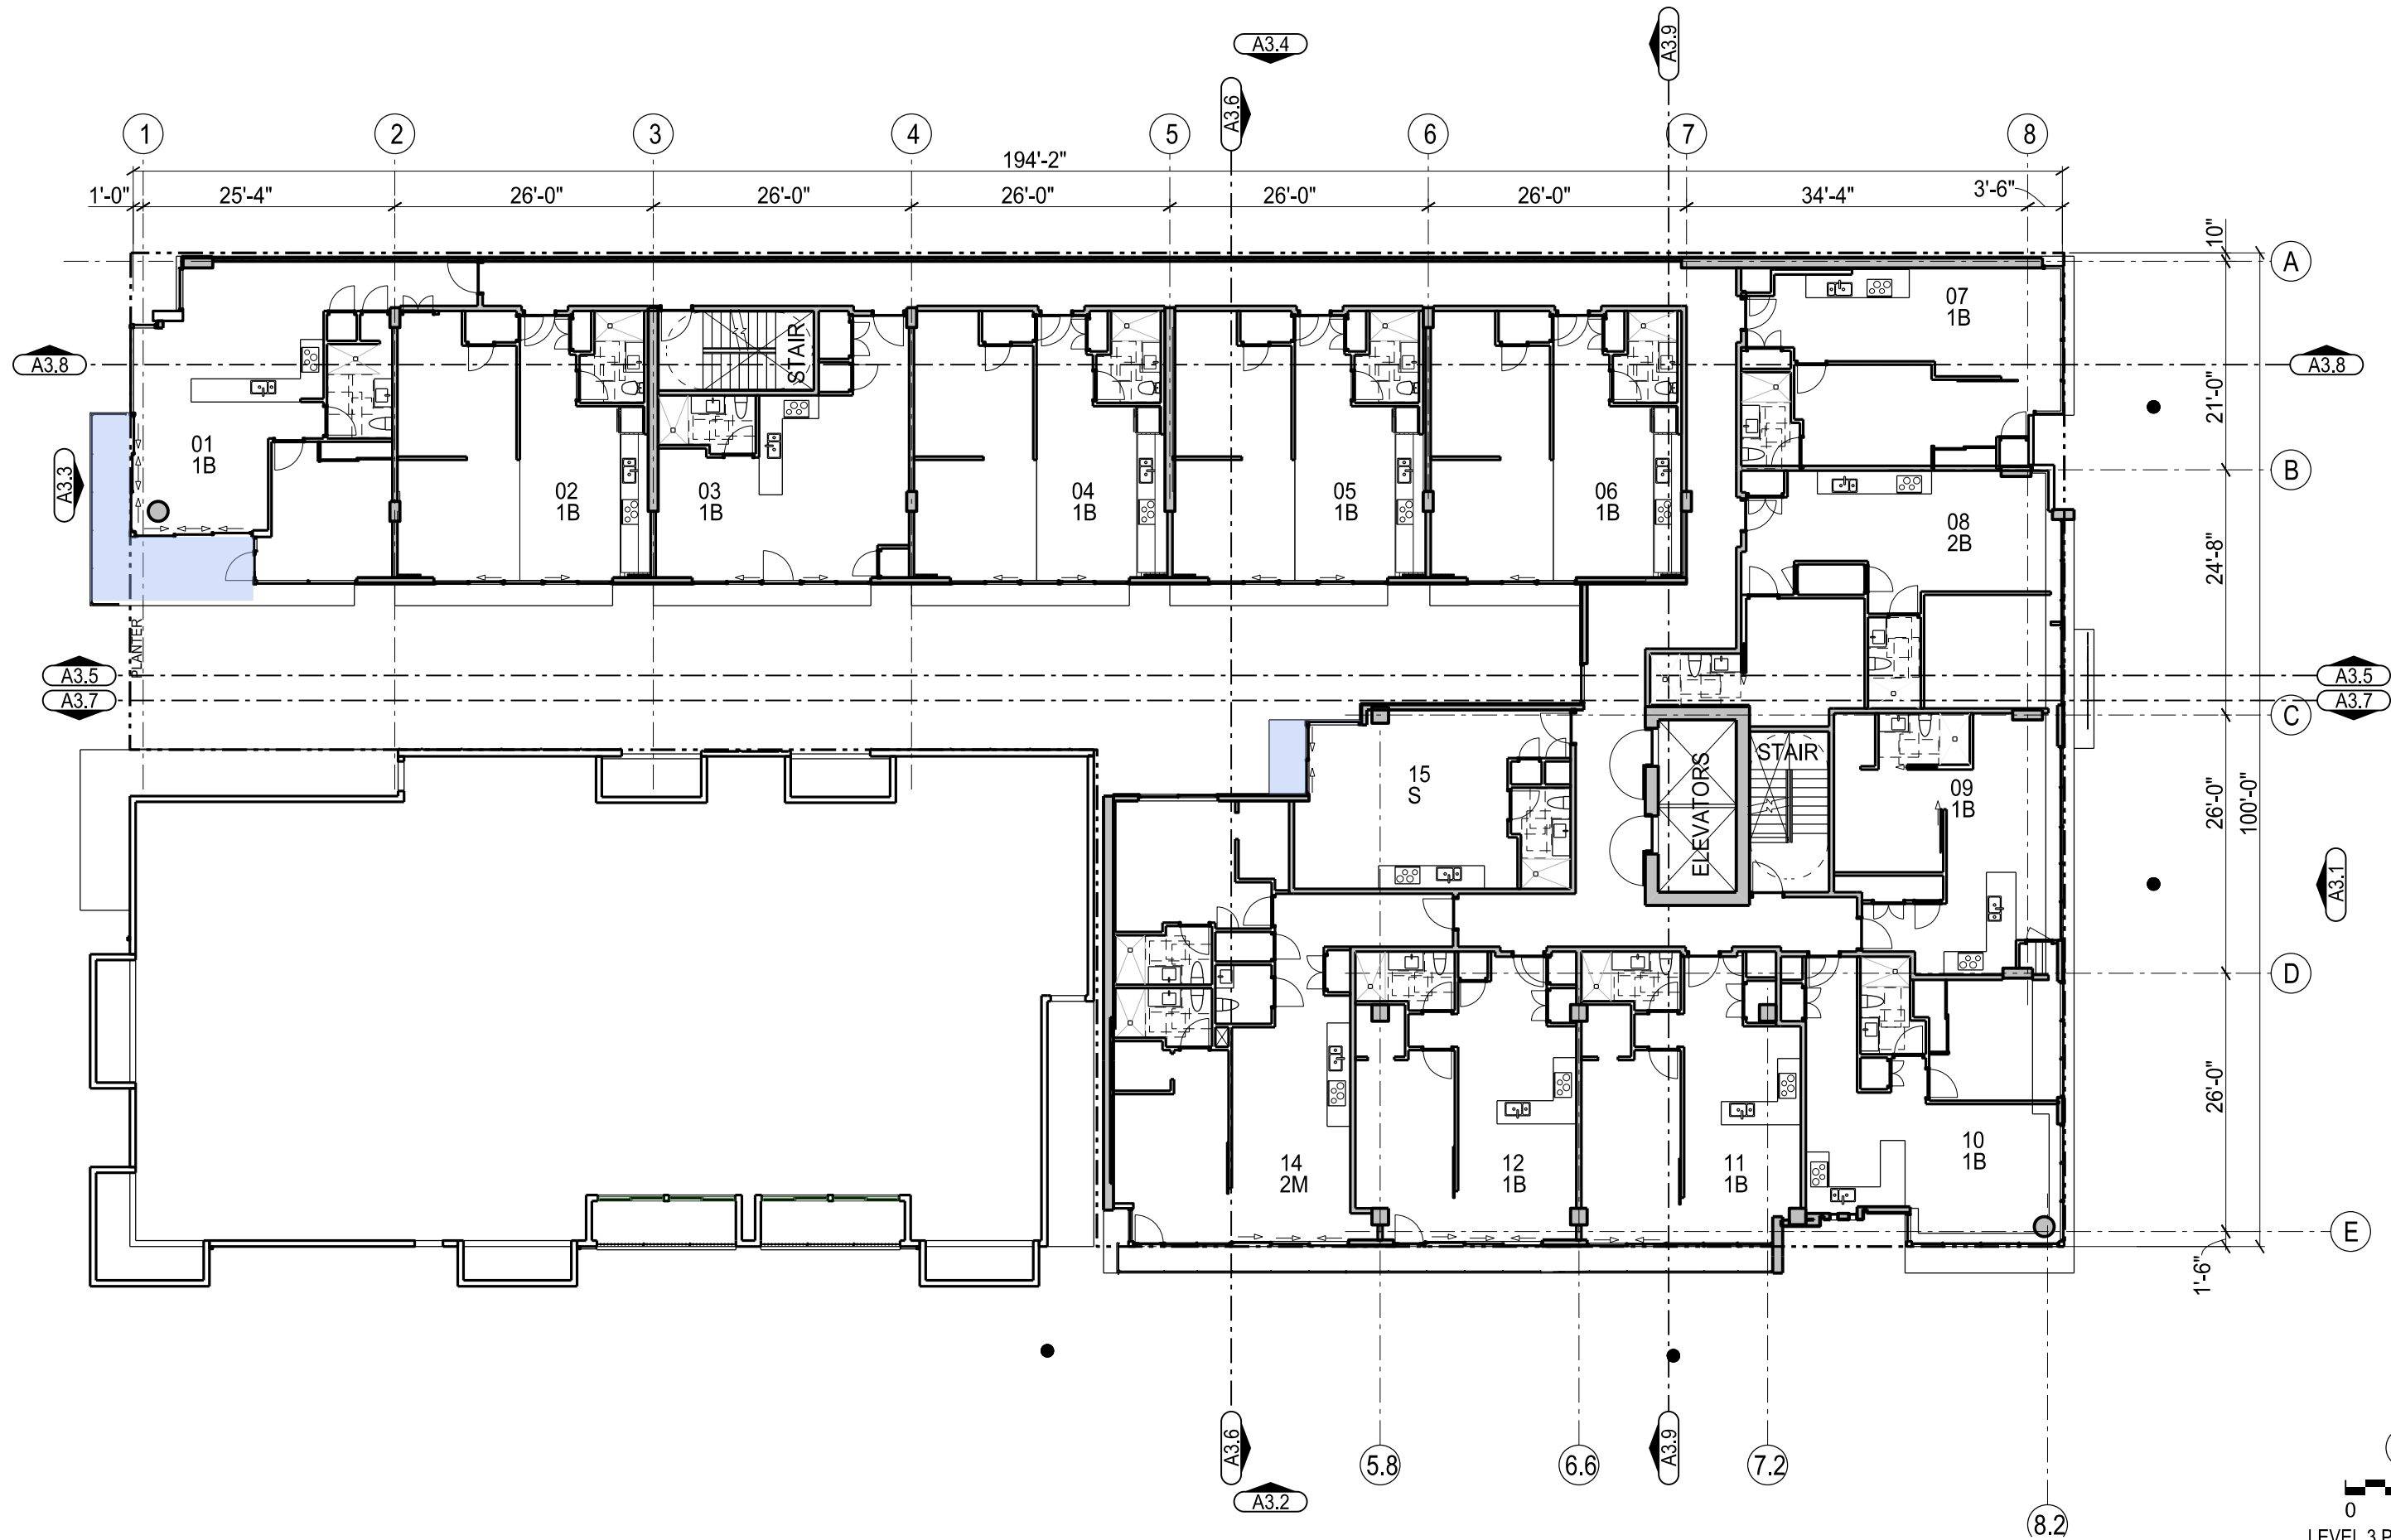 A3.4
A3.9
A3.6
1
2
3
4
5
6
7
8
194'-2"
1'-0"
25'-4"
26'-0"
26'-0"
26'-0"
26'-0"
26'-0"
34'-4"
3'-6"
10"
A
07
1B
STAIR
A3.8
A3.8
21'-0"
01
1B
A3.3
B
02
1B
03
1B
04
1B
05
1B
06
1B
08
2B
24'-8"
PLANTER
A3.5
A3.7
A3.5
A3.7
C
STAIR
15
S
ELEVATORS
09
1B
26'-0"
100'-0"
A3.1
D
26'-0"
14
2M
12
1B
11
1B
10
1B
E
1'-6"
A3.6
A3.9
5.8
6.6
7.2
A3.2
8.2
0
LEVEL 3 P